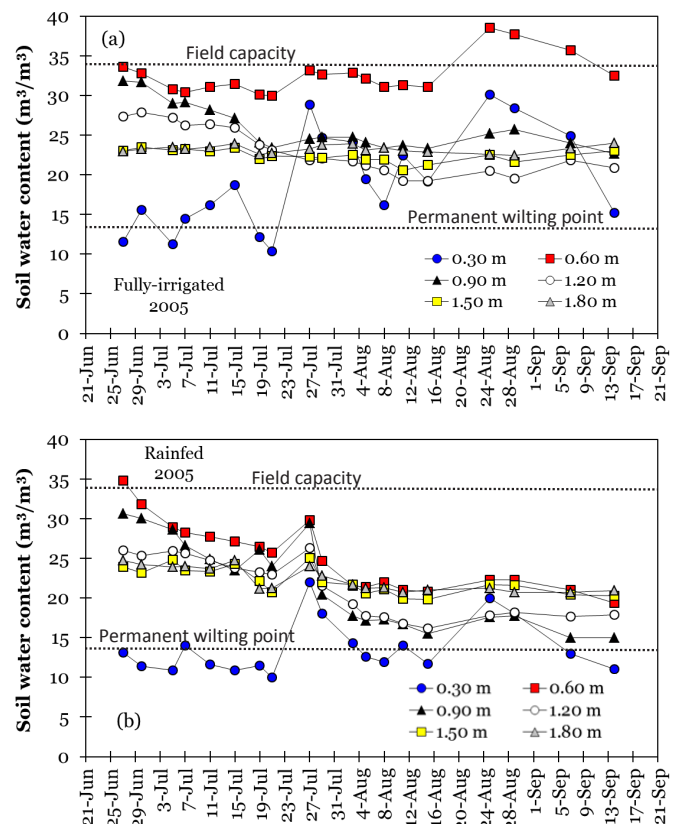 Soil water content (m³/m³)
40
35
30
25
20
15
10
5
0
(a)
Field capacity
Permanent wilting point
Fully-irrigated
2005
0.30 m
0.60 m
0.90 m
1.20 m
1.50 m
1.80 m
21-Jun
25-Jun
29-Jun
3-Jul
7-Jul
11-Jul
15-Jul
19-Jul
23-Jul
27-Jul
31-Jul
4-Aug
8-Aug
12-Aug
16-Aug
20-Aug
24-Aug
28-Aug
1-Sep
5-Sep
9-Sep
13-Sep
17-Sep
21-Sep
Soil water content (m³/m³)
40
35
30
25
20
15
10
5
0
Rainfed
2005
Field capacity
Permanent wilting point
(b)
0.30 m
0.60 m
0.90 m
1.20 m
1.50 m
1.80 m
21-Jun
25-Jun
29-Jun
3-Jul
7-Jul
11-Jul
15-Jul
19-Jul
23-Jul
27-Jul
31-Jul
4-Aug
8-Aug
12-Aug
16-Aug
20-Aug
24-Aug
28-Aug
1-Sep
5-Sep
9-Sep
13-Sep
17-Sep
21-Sep